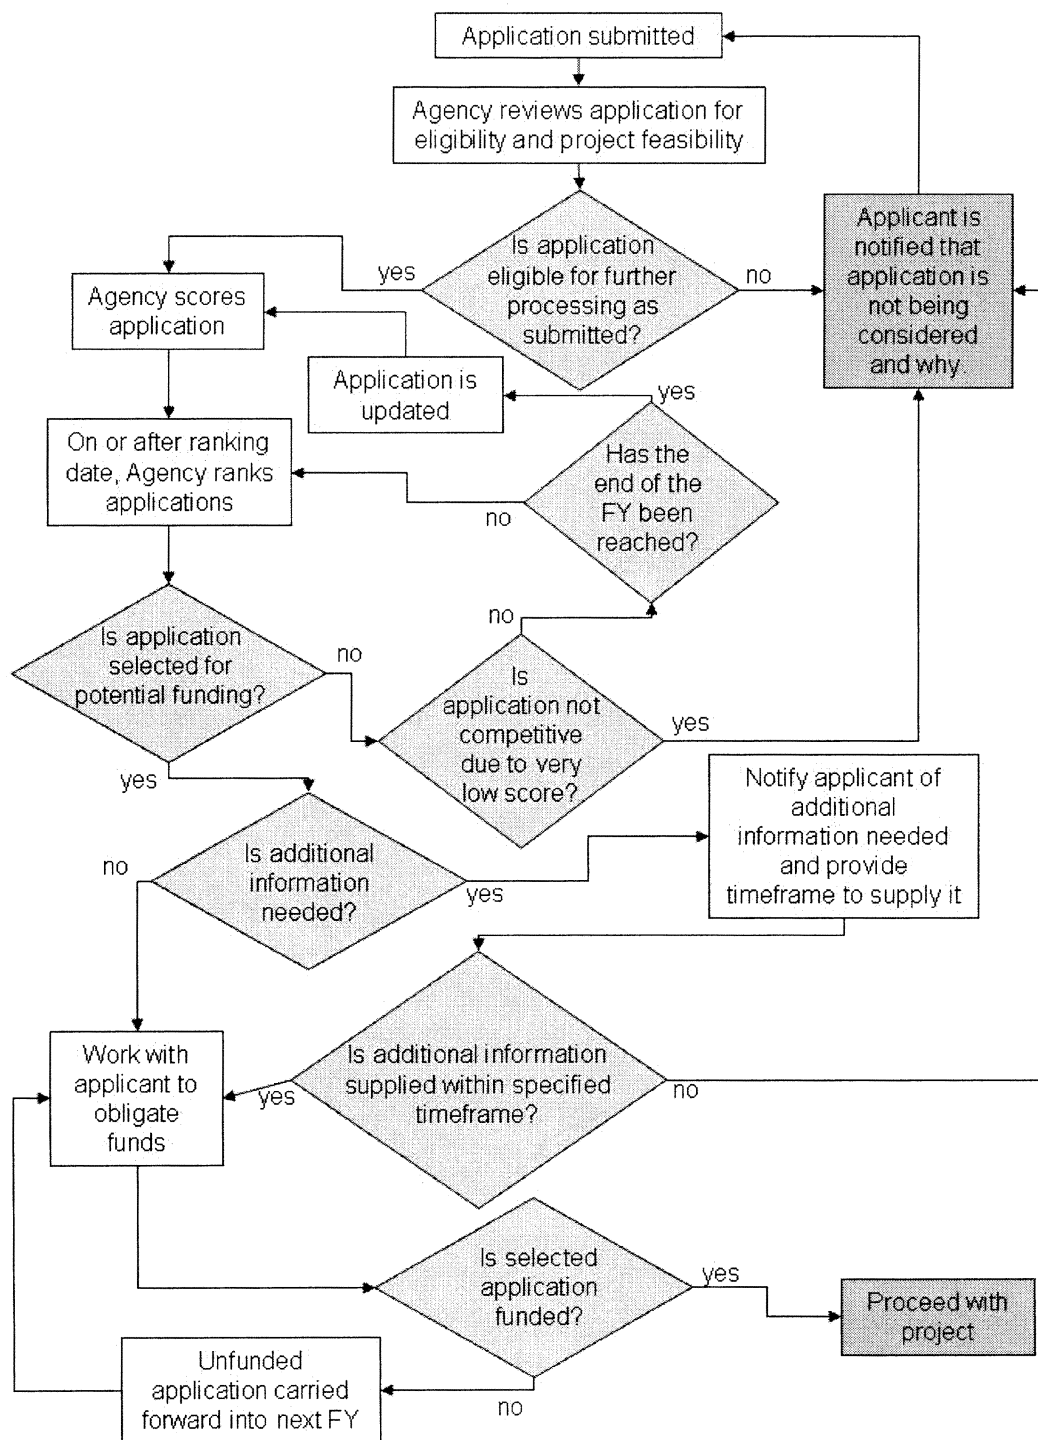 Application submitted
Agency reviews application for
eligibility and project feasibility
Is application
eligible for further
processing as
submitted?
yes
no
Applicant is
notified that
application is
not being
considered
and why.
Agency scores
application
Application is
updated
yes
On or after ranking
date, Agency ranks
applications
Has the
end of the
FY been
reached?
no
Is application
selected for
potential funding?
no
yes
Is
application not
competitive
due to very
low score?
no
yes
Is additional
information
needed?
no
yes
Notify applicant of
additional
information needed
and provide
timeframe to supply it
Work with
applicant to
obligate
funds
Is additional information
supplied within specified
timeframe?
yes
no
Is selected
application
funded?
yes
no
Proceed with
project
Unfunded
application carried
forward into next FY